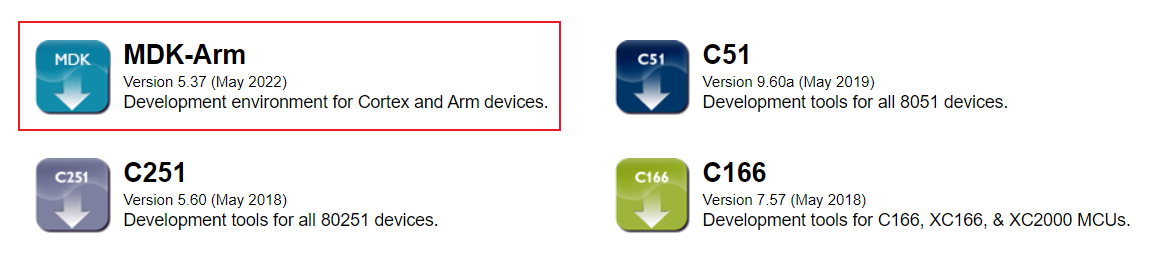 MDK
MDK-Arm
Version 5.37 (May 2022)
Development environment for Cortex and Arm devices.
C51
C51
Version 9.60a (May 2019)
Development tools for all 8051 devices.
C251
C251
Version 5.60 (May 2018)
Development tools for all 80251 devices.
C166
C166
Version 7.57 (May 2018)
Development tools for C166, XC166, & XC2000 MCUs.